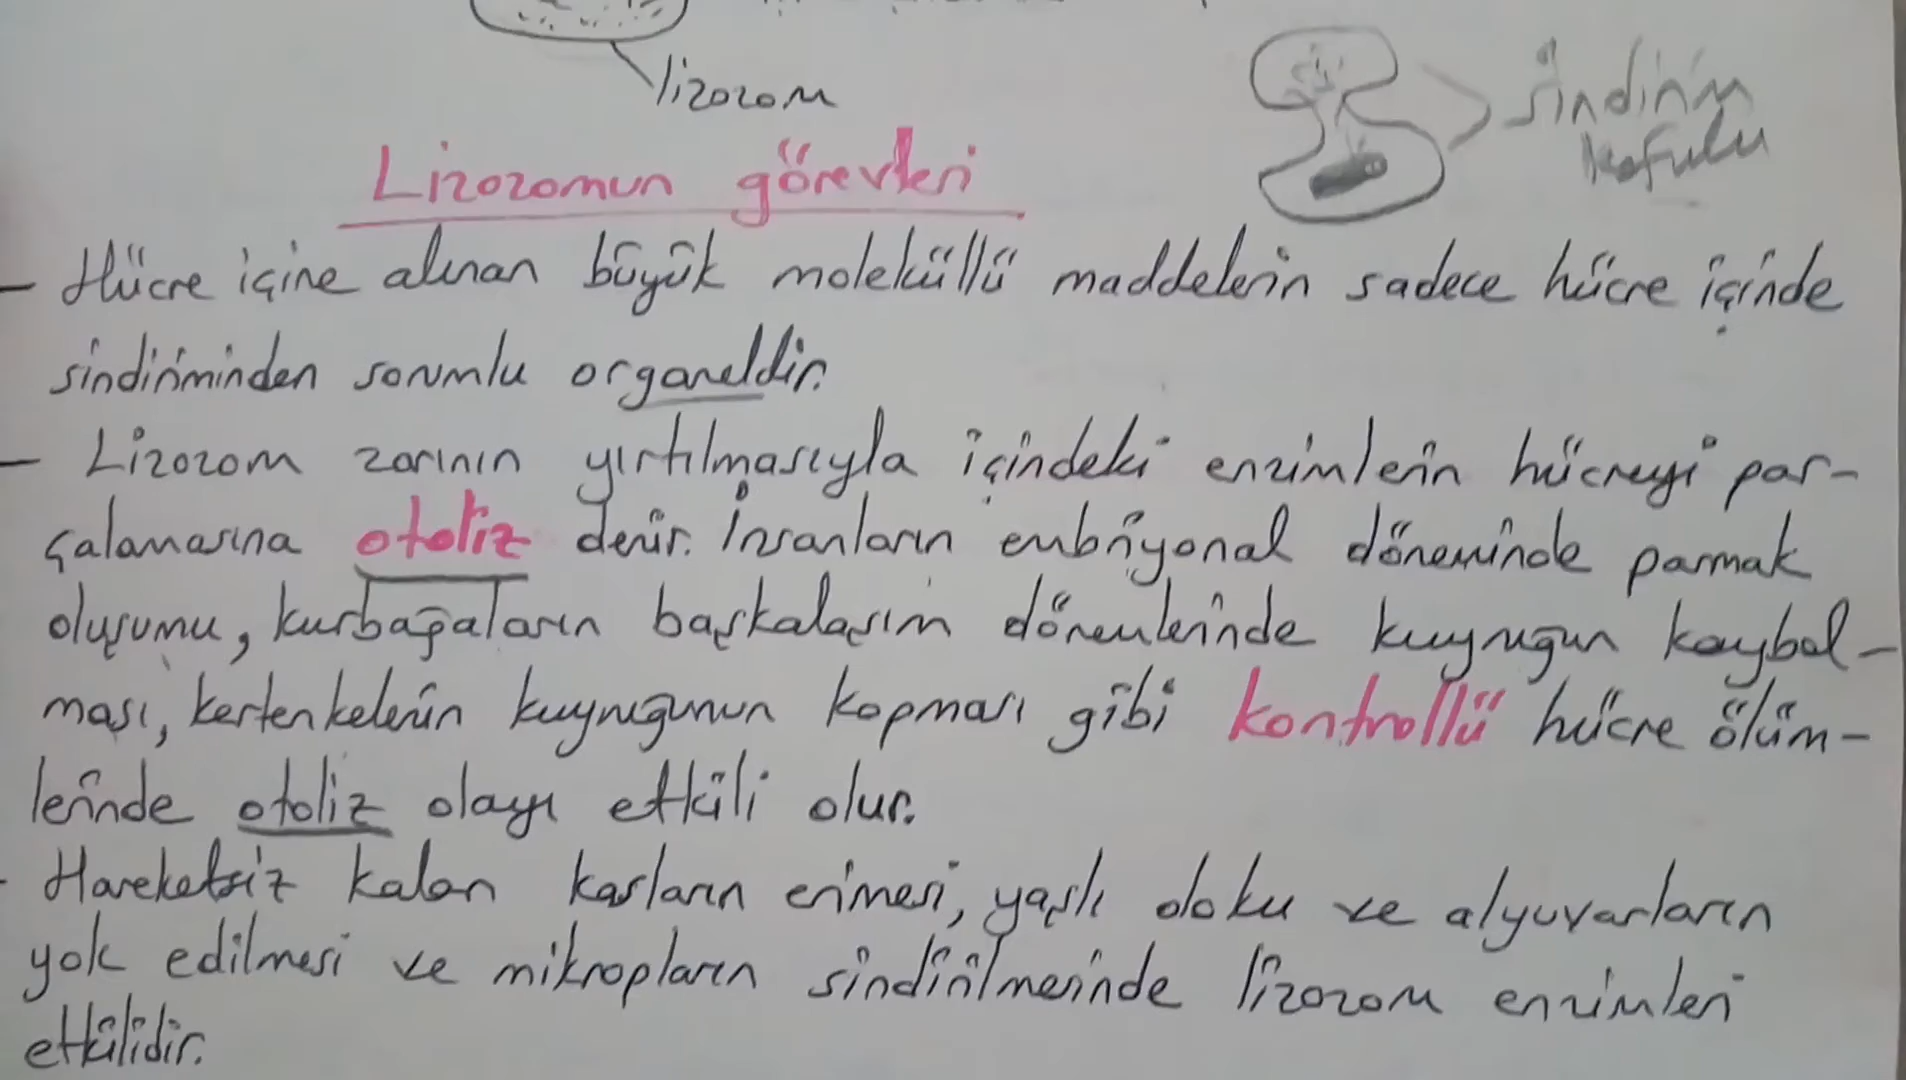 lizozom
sindirim
kofulu
Lizozomun görevleri
- Hücre içine alınan büyük moleküllü maddelerin sadece hücre içinde
sindiriminden sorumlu organeldir.
- Lizozom zarının yırtılmasıyla içindeki enzimlerin hücreyi par-
çalamasına otoliz denir. İnsanların embriyonal döneminde parmak
oluşumu, kurbağaların başkalaşım dönemlerinde kuyruğun kaybol-
ması, kertenkelenin kuyruğunun kopması gibi kontrollü hücre ölüm-
lerinde otoliz olayı etkili olur.
- Hareketsiz kalan kasların erimesi, yaşlı doku ve alyuvarların
yok edilmesi ve mikropların sindirilmesinde lizozom enzimleri
etkilidir.